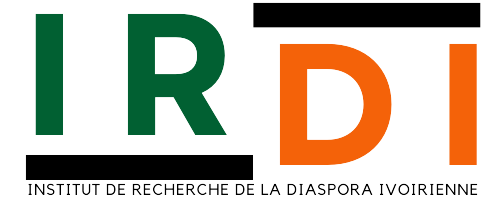 IRDI
INSTITUT DE RECHERCHE DE LA DIASPORA IVOIRIENNE